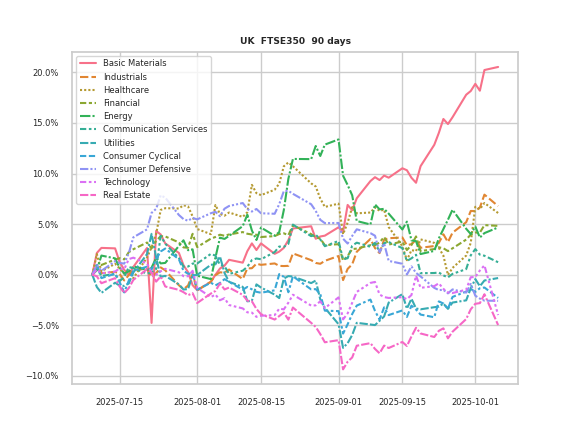 UK  FTSE350  90 days
Basic Materials
Industrials
Healthcare
Financial
Energy
Communication Services
Utilities
Consumer Cyclical
Consumer Defensive
Technology
Real Estate
20.0%
15.0%
10.0%
5.0%
0.0%
−5.0%
−10.0%
2025-07-15
2025-08-01
2025-08-15
2025-09-01
2025-09-15
2025-10-01